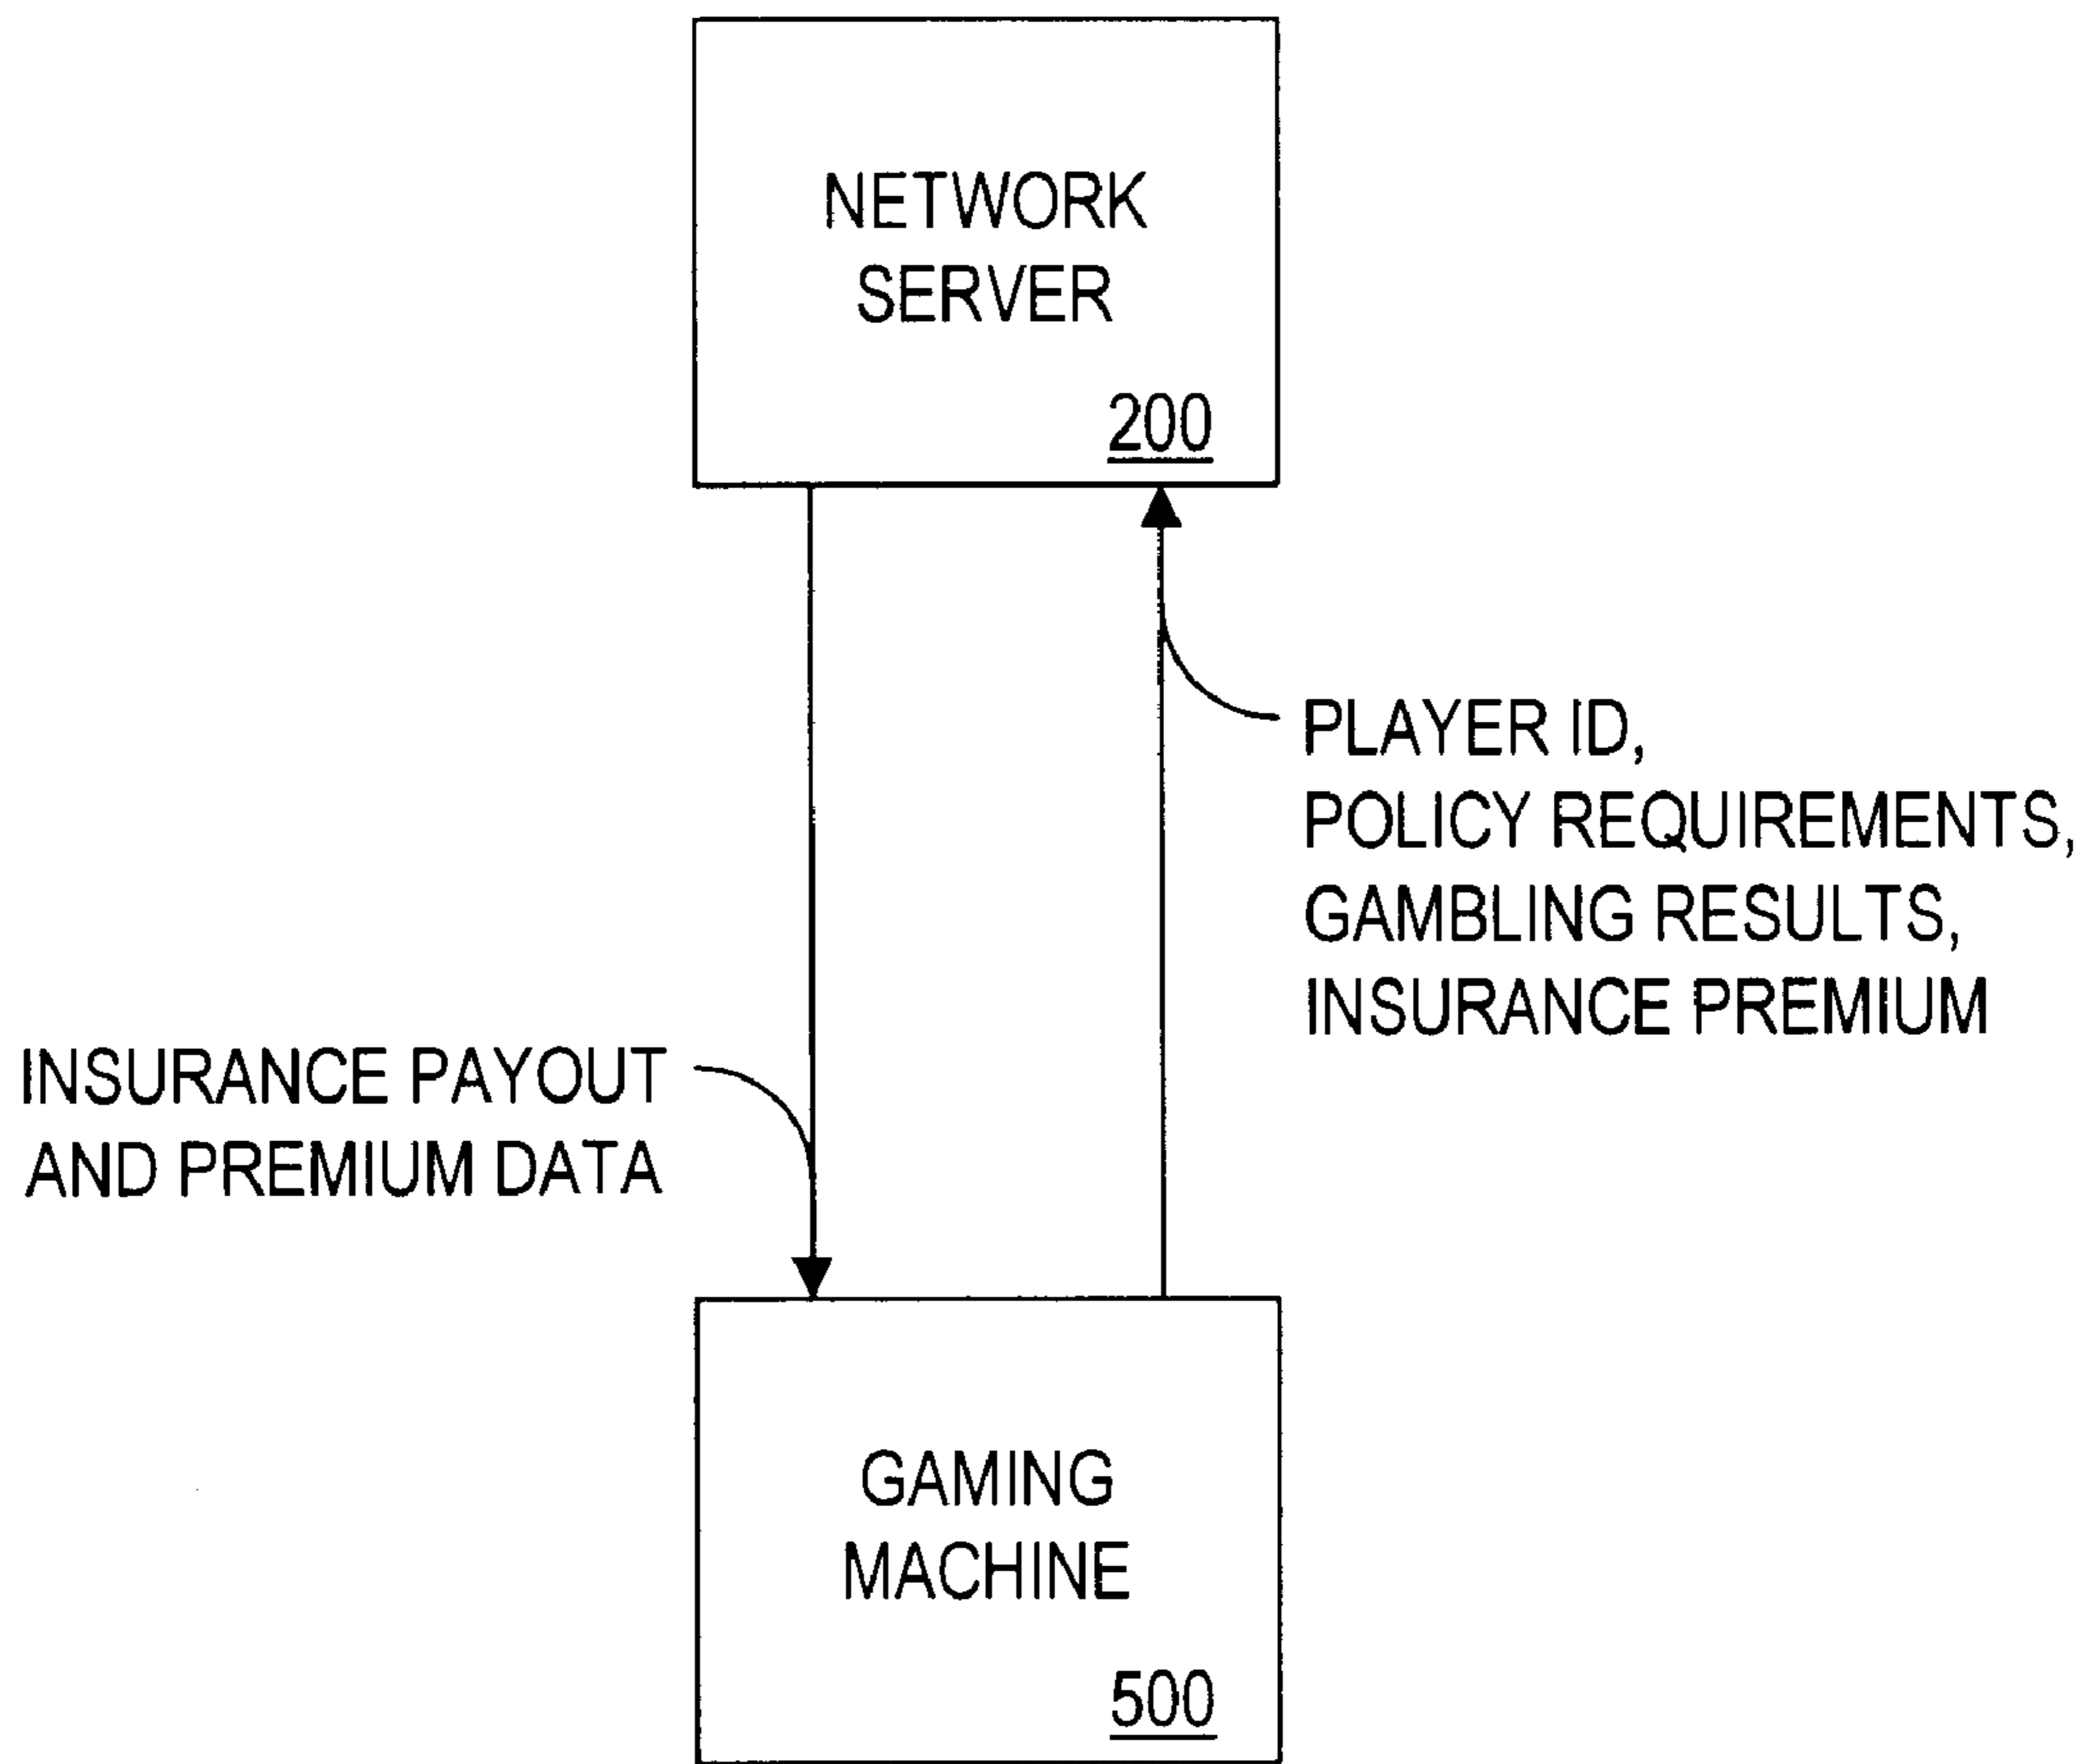 NETWORK
SERVER
200
PLAYER ID,
POLICY REQUIREMENTS,
GAMBLING RESULTS,
INSURANCE PREMIUM
INSURANCE PAYOUT
AND PREMIUM DATA
GAMING
MACHINE
500